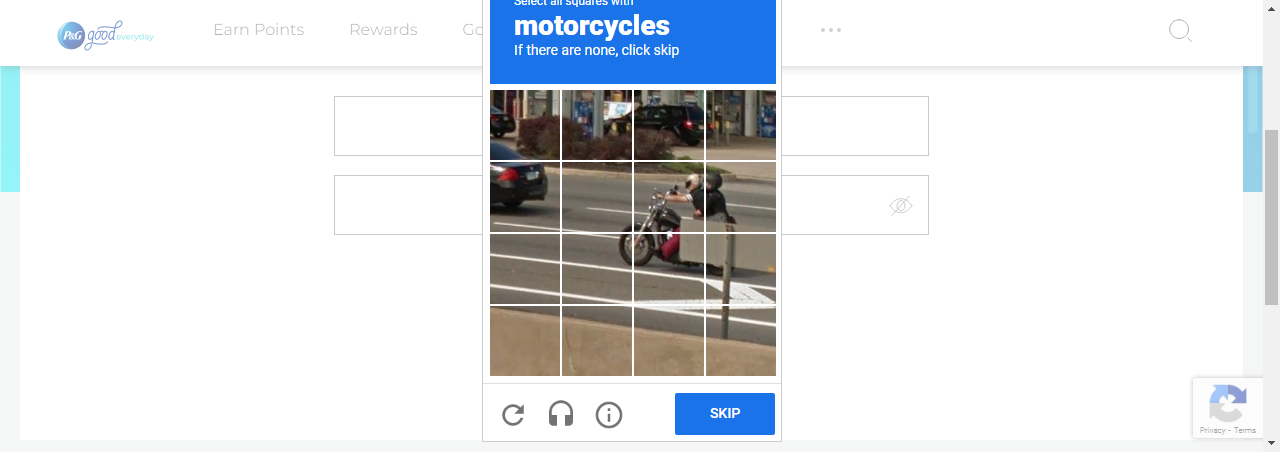 Select all squares with
P&G good everyday
Earn Points
Rewards
Go
motorcycles
If there are none, click skip
SKIP
Privacy - Terms